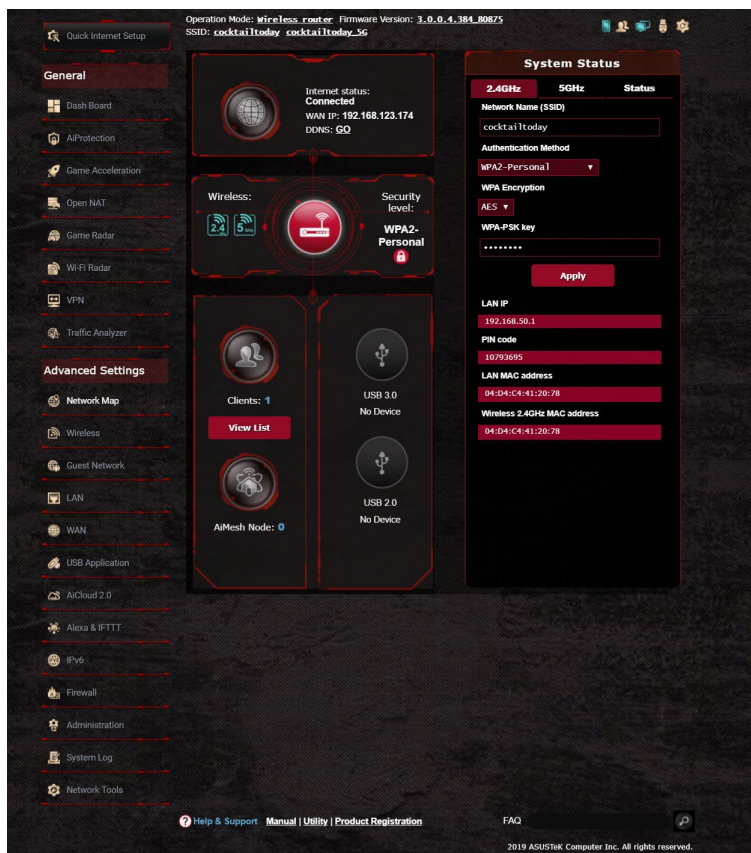 Quick Internet Setup
General
Dash Board
AiProtection
Game Acceleration
Open NAT
Game Radar
Wi-Fi Radar
VPN
Traffic Analyzer
Advanced Settings
Network Map
Wireless
Guest Network
LAN
WAN
USB Application
AiCloud 2.0
Alexa & IFTTT
IPv6
Firewall
Administration
System Log
Network Tools
Operation Mode: Wireless router Firmware Version: 3.0.0.4.384_80875
SSID: cocktailtoday cocktailtoday_5G
Internet status:
Connected
WAN IP: 192.168.123.174
DDNS: GO
Wireless:
2.4
5
Security
level:
WPA2-
Personal
Clients: 1
View List
AiMesh Node: 0
USB 3.0
No Device
USB 2.0
No Device
System Status
2.4GHz 5GHz Status
Network Name (SSID)
cocktailtoday
Authentication Method
WPA2-Personal
WPA Encryption
AES
WPA-PSK key
••••••••
Apply
LAN IP
192.168.50.1
PIN code
10793695
LAN MAC address
04:D4:C4:41:20:78
Wireless 2.4GHz MAC address
04:D4:C4:41:20:78
Help & Support Manual | Utility | Product Registration FAQ
2019 ASUSTeK Computer Inc. All rights reserved.